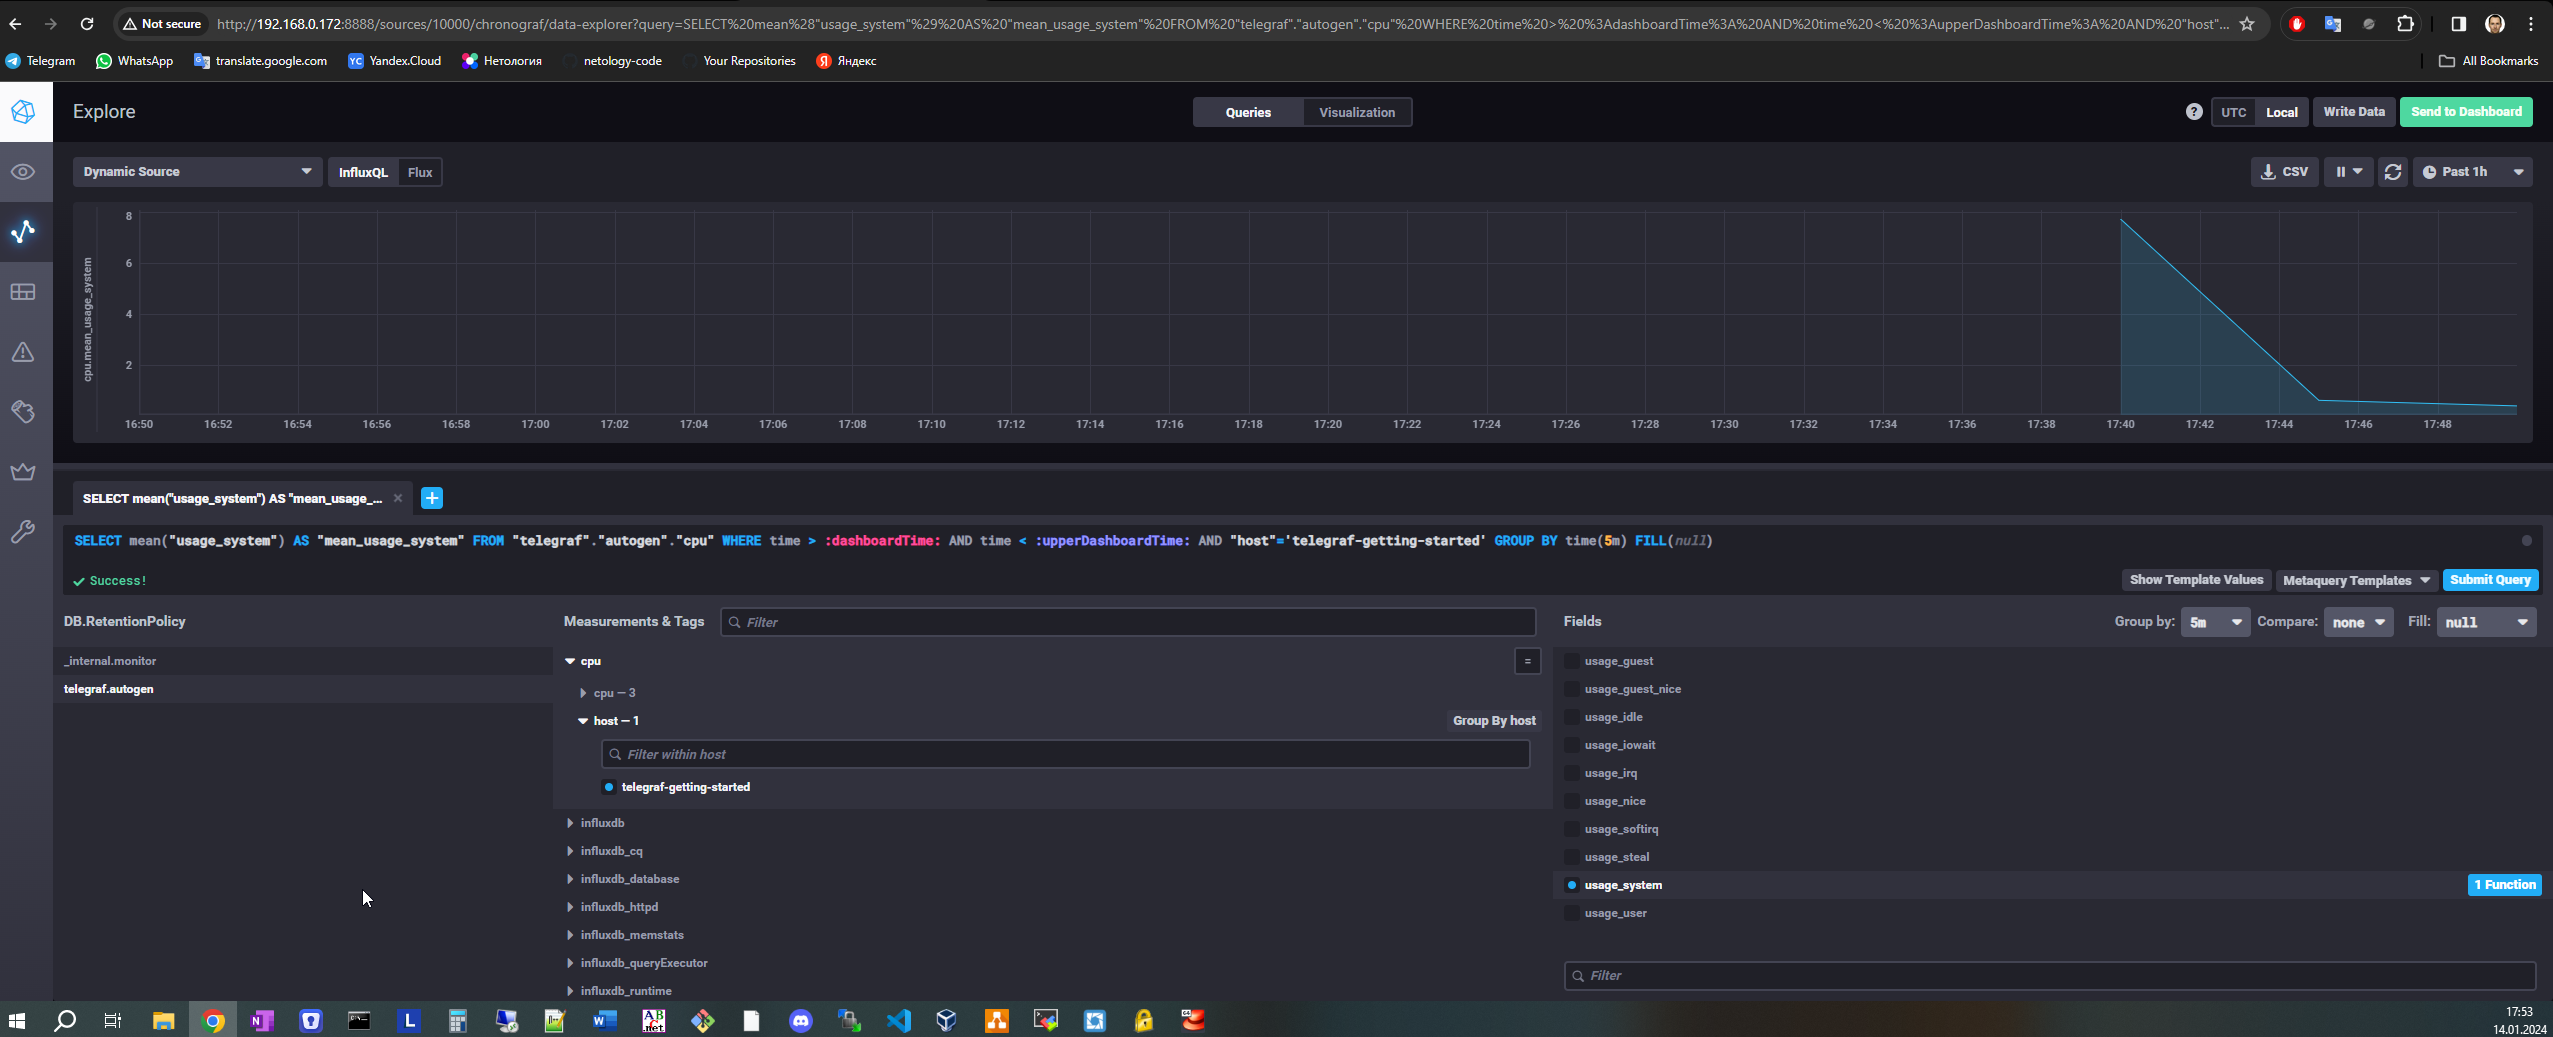 Not secure http://192.168.0.172:8888/sources/10000/chronograf/data-explorer?query=SELECT%20mean%28"usage_system"%29%20AS%20"mean_usage_system"%20FROM%20"telegraf"."autogen"."cpu"%20WHERE%20time%20>%20%3AdashboardTime%3A%20AND%20time%20<%20%3AupperDashboardTime%3A%20AND%20"host"...
Telegram WhatsApp translate.google.com YC Yandex.Cloud Нетология netology-code Your Repositories Я Яндекс All Bookmarks
Explore
Queries Visualization
? UTC Local Write Data Send to Dashboard
Dynamic Source InfluxQL Flux
CSV Past 1h
cpu.mean_usage_system
8
6
4
2
16:50 16:52 16:54 16:56 16:58 17:00 17:02 17:04 17:06 17:08 17:10 17:12 17:14 17:16 17:18 17:20 17:22 17:24 17:26 17:28 17:30 17:32 17:34 17:36 17:38 17:40 17:42 17:44 17:46 17:48
SELECT mean("usage_system") AS "mean_usage_...
SELECT mean("usage_system") AS "mean_usage_system" FROM "telegraf"."autogen"."cpu" WHERE time > :dashboardTime: AND time < :upperDashboardTime: AND "host"='telegraf-getting-started' GROUP BY time(5m) FILL(null)
Success!
Show Template Values Metaquery Templates Submit Query
DB.RetentionPolicy
_internal.monitor
telegraf.autogen
Measurements & Tags Filter
cpu =
cpu — 3
host — 1 Group By host
Filter within host
telegraf-getting-started
influxdb
influxdb_cq
influxdb_database
influxdb_httpd
influxdb_memstats
influxdb_queryExecutor
influxdb_runtime
Fields Group by: 5m Compare: none Fill: null
usage_guest
usage_guest_nice
usage_idle
usage_iowait
usage_irq
usage_nice
usage_softirq
usage_steal
usage_system 1 Function
usage_user
Filter
17:53
14.01.2024